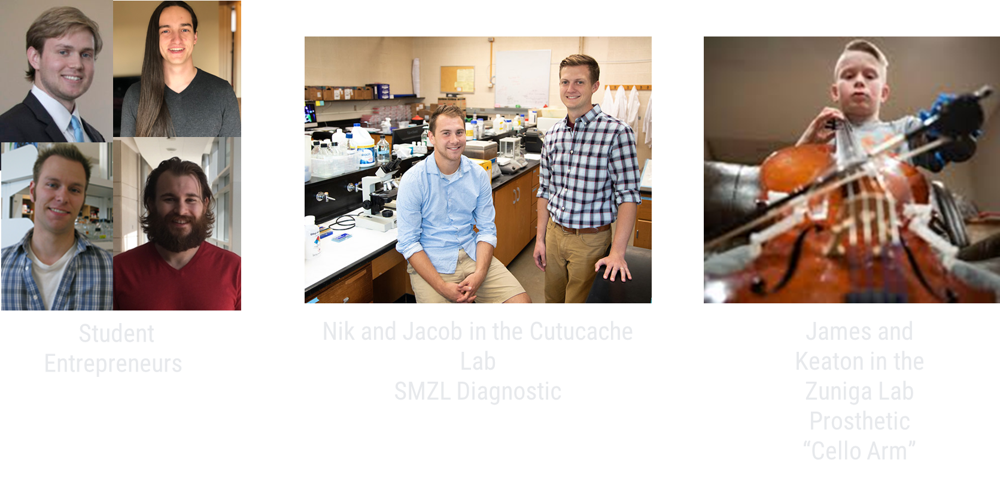 Student
Entrepreneurs
Nik and Jacob in the Cutucache
Lab
SMZL Diagnostic
James and
Keaton in the
Zuniga Lab
Prosthetic
“Cello Arm”